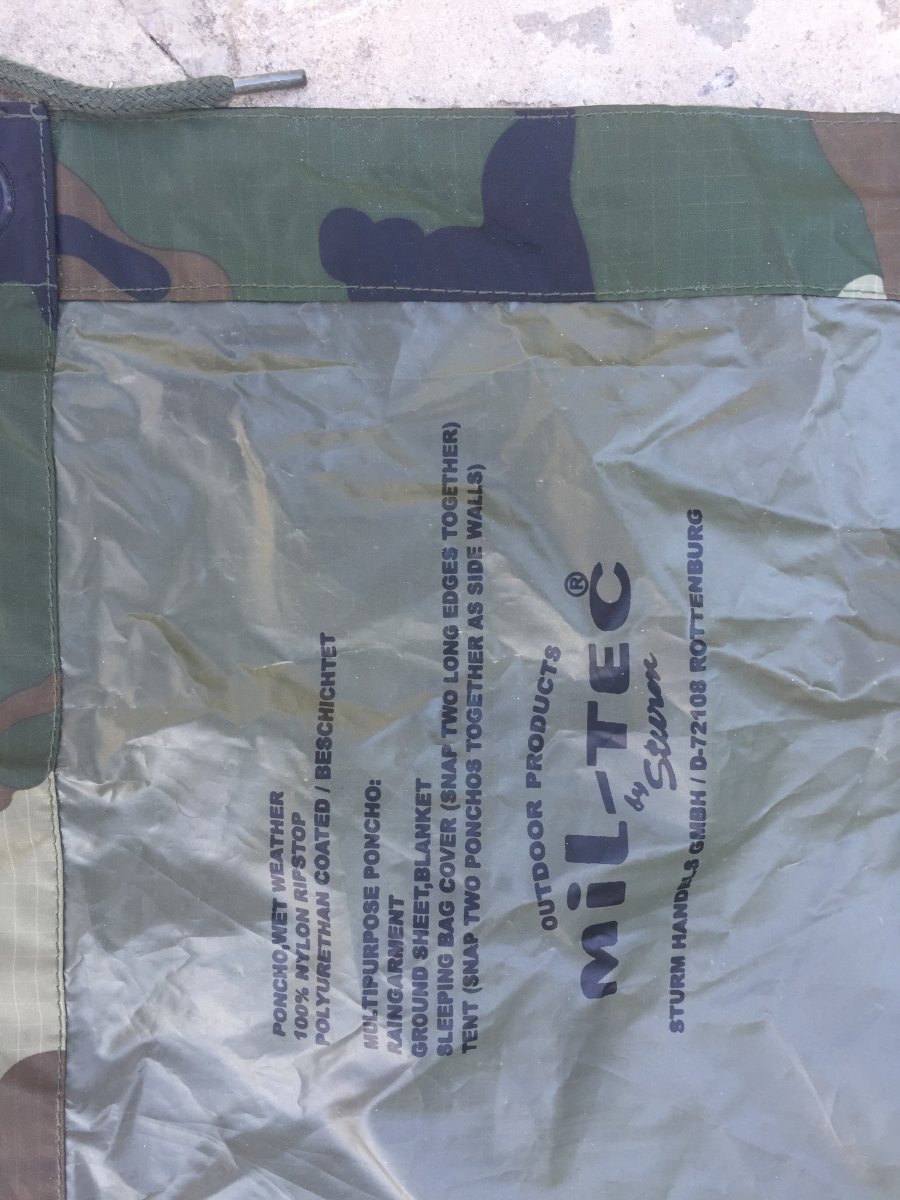 PONCHO,WET WEATHER
100% NYLON RIPSTOP
POLYURETHAN COATED / BESCHICHTET
MULTIPURPOSE PONCHO:
RAINGARMENT
GROUND SHEET,BLANKET
SLEEPING BAG COVER (SNAP TWO LONG EDGES TOGETHER)
TENT (SNAP TWO PONCHOS TOGETHER AS SIDE WALLS)
OUTDOOR PRODUCTS
MiL-TEC®
by Sturm
STURM HANDELS GMBH / D-72108 ROTTENBURG